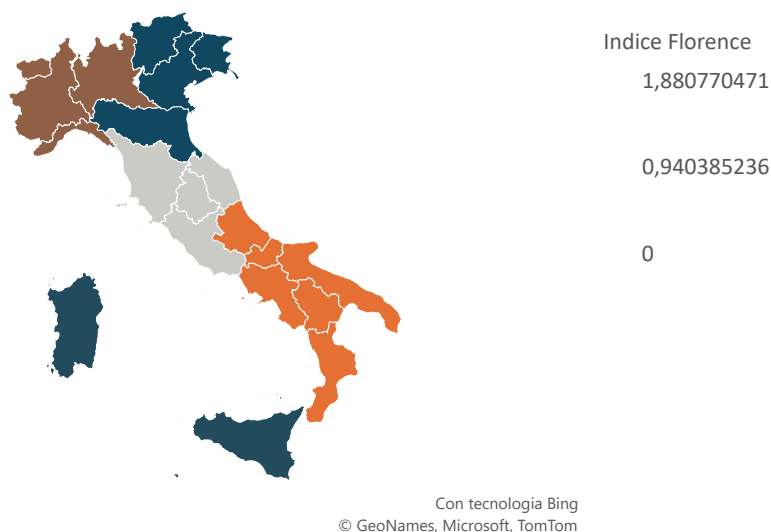 Indice Florence
1,880770471
0,940385236
0
Con tecnologia Bing
© GeoNames, Microsoft, TomTom